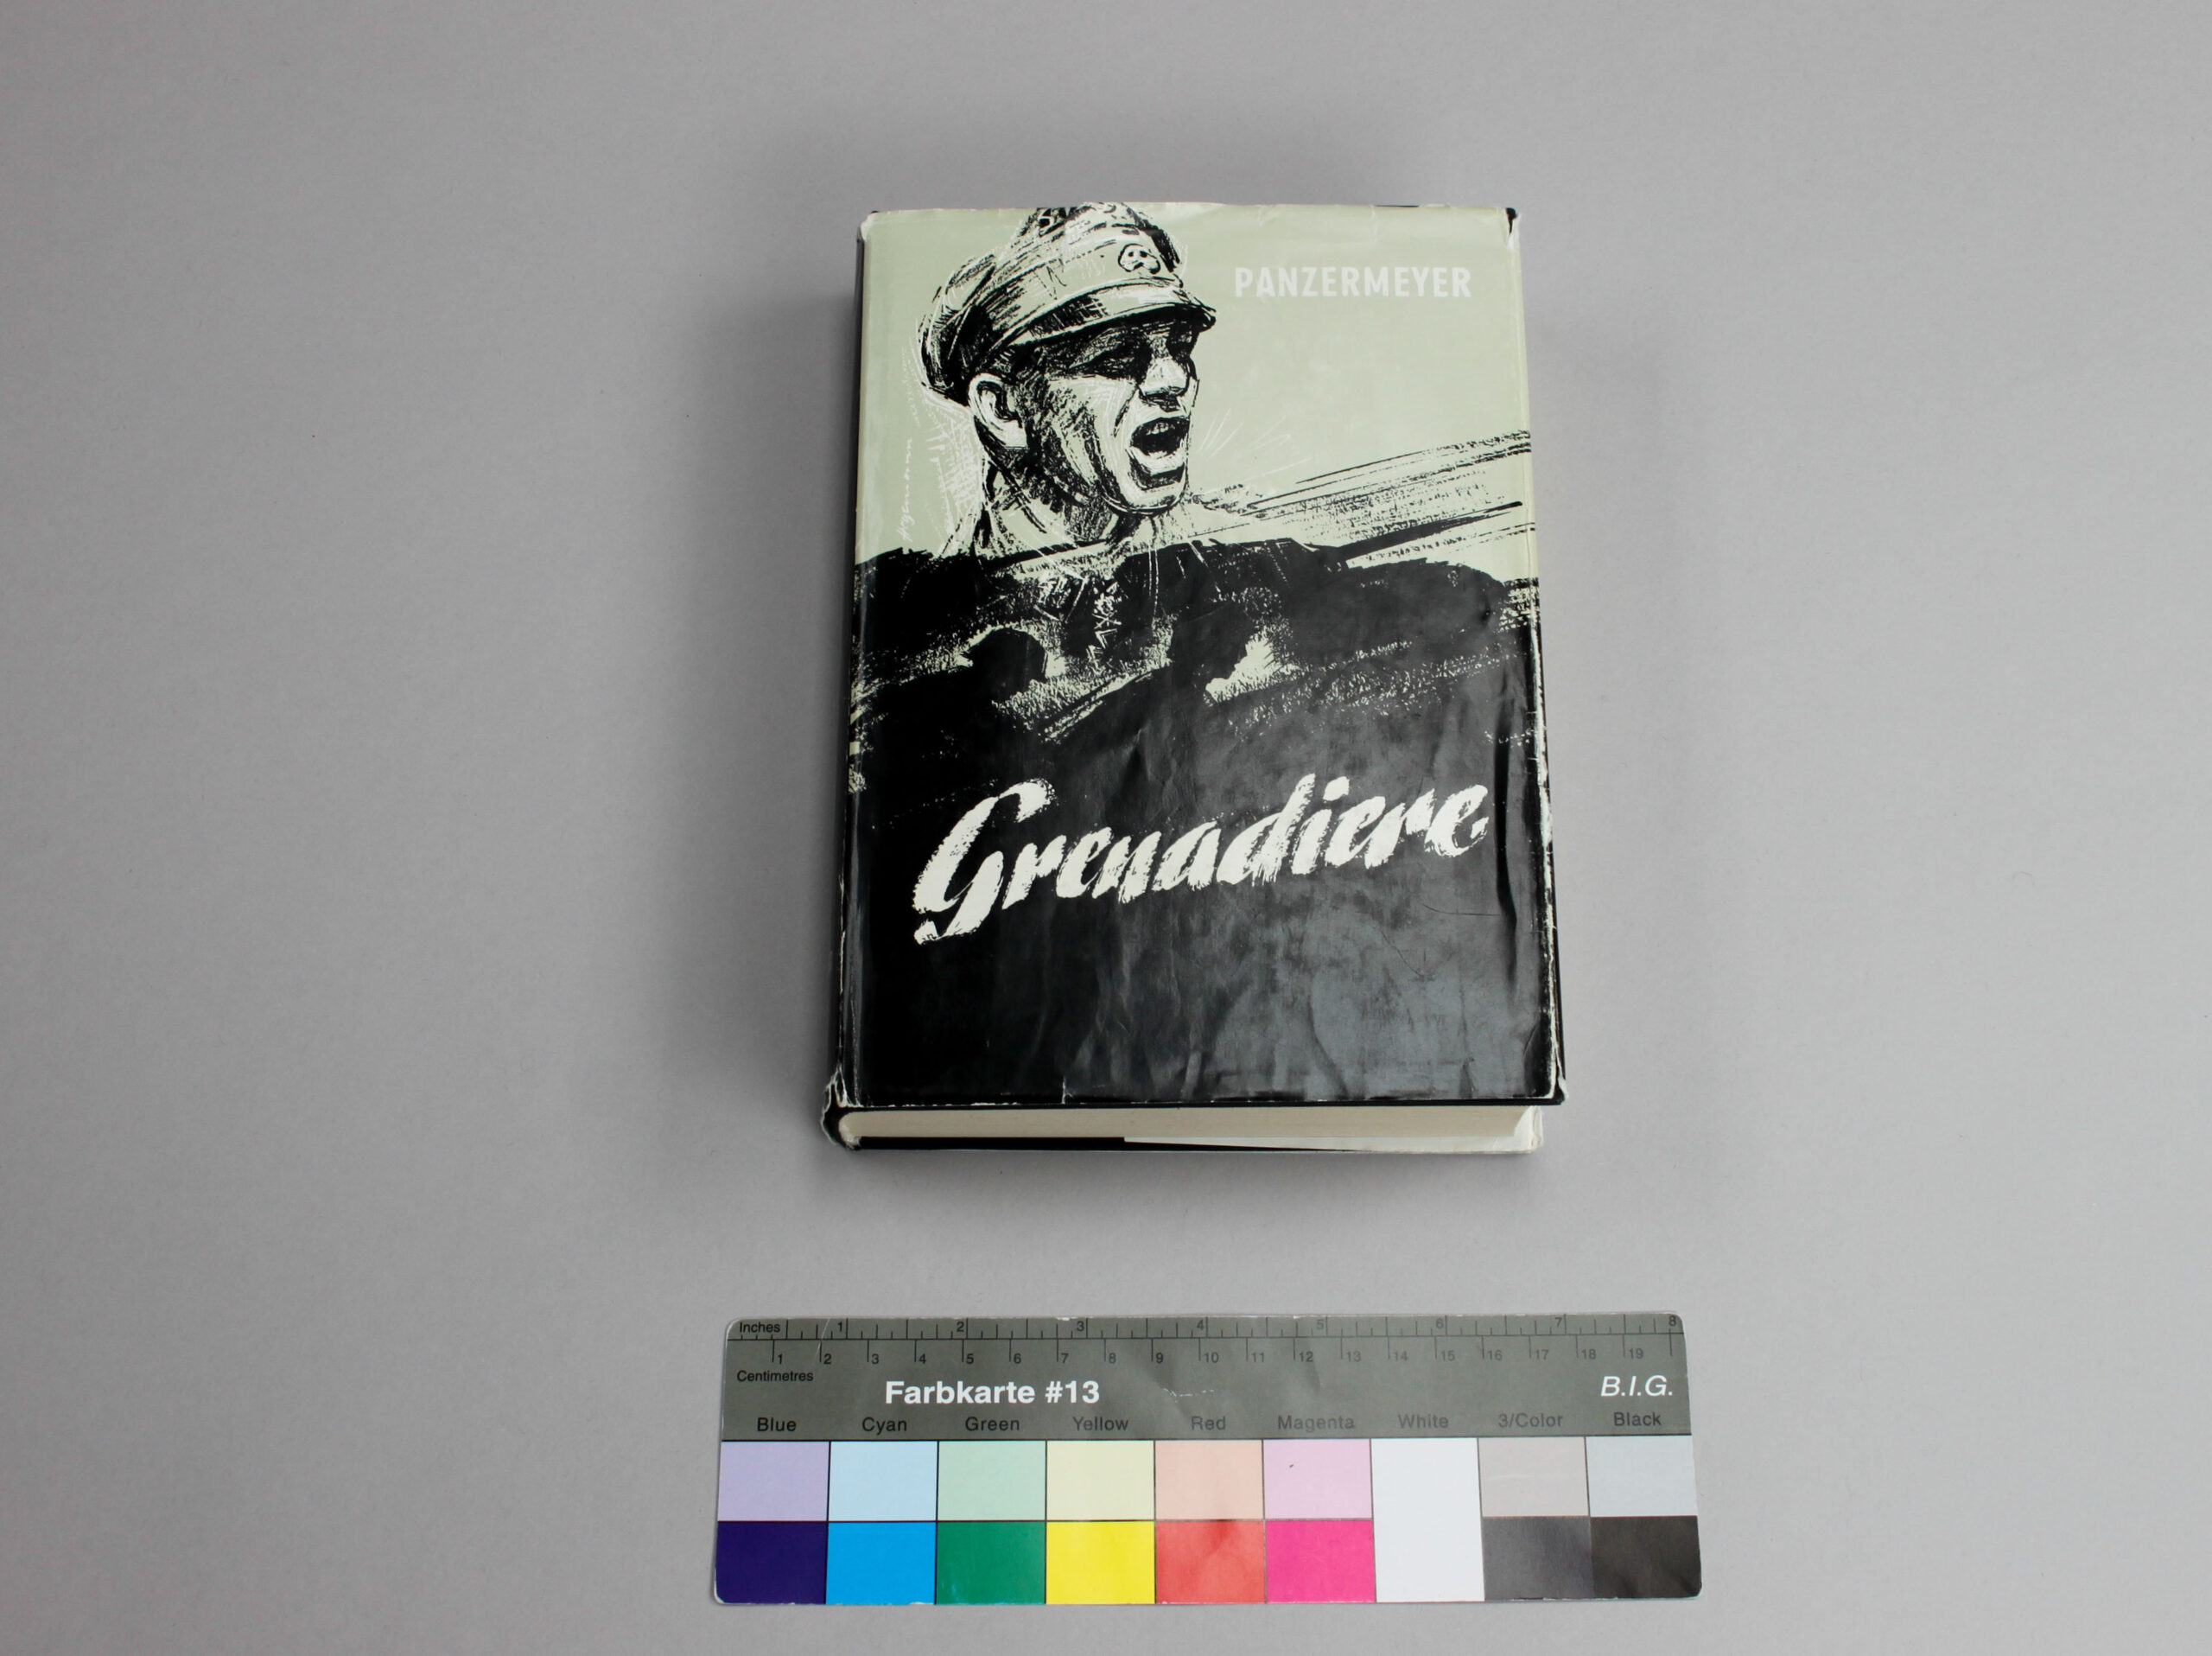 PANZERMEYER
Grenadiere
Inches 1 2 3 4 5 6 7 8
1 2 3 4 5 6 7 8 9 10 11 12 13 14 15 16 17 18 19
Centimetres
Farbkarte #13 B.I.G.
Blue Cyan Green Yellow Red Magenta White 3/Color Black